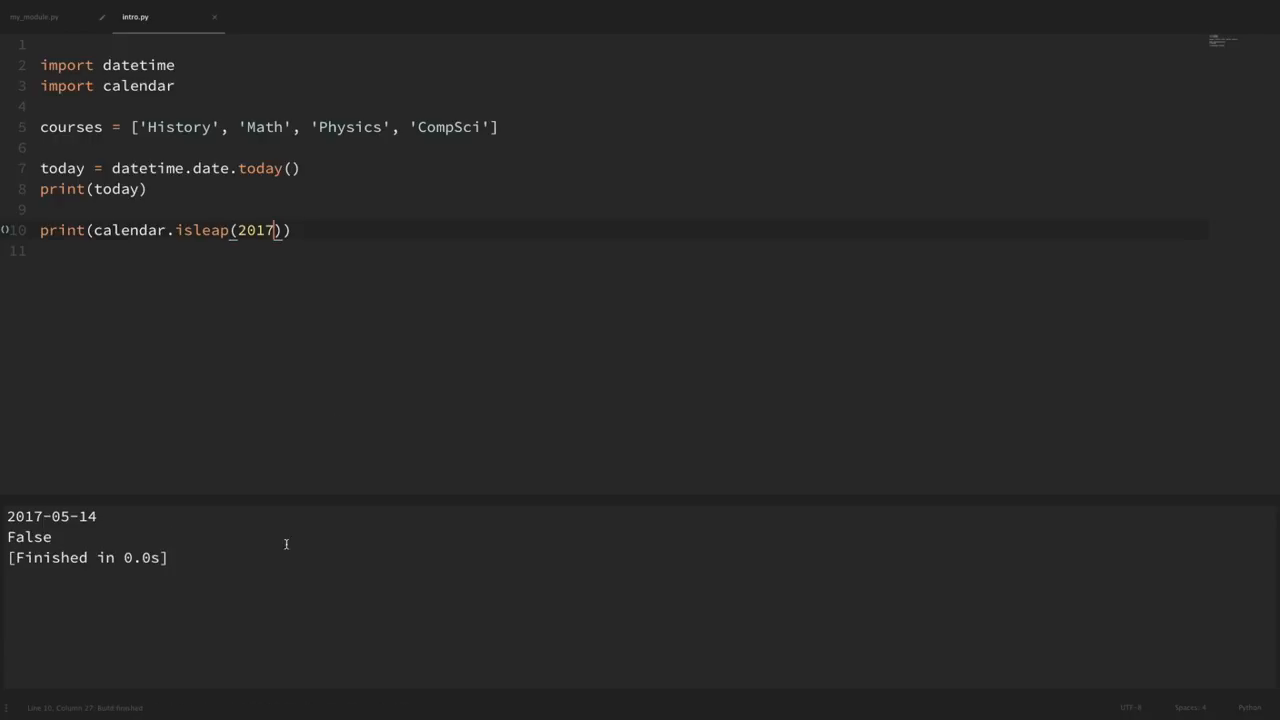 my_module.py
intro.py ×
1
2 import datetime
3 import calendar
4
5 courses = ['History', 'Math', 'Physics', 'CompSci']
6
7 today = datetime.date.today()
8 print(today)
9
()10 print(calendar.isleap(2017))
11
2017-05-14
False
[Finished in 0.0s]
Line 10, Column 27; Build finished
UTF-8 Spaces: 4 Python